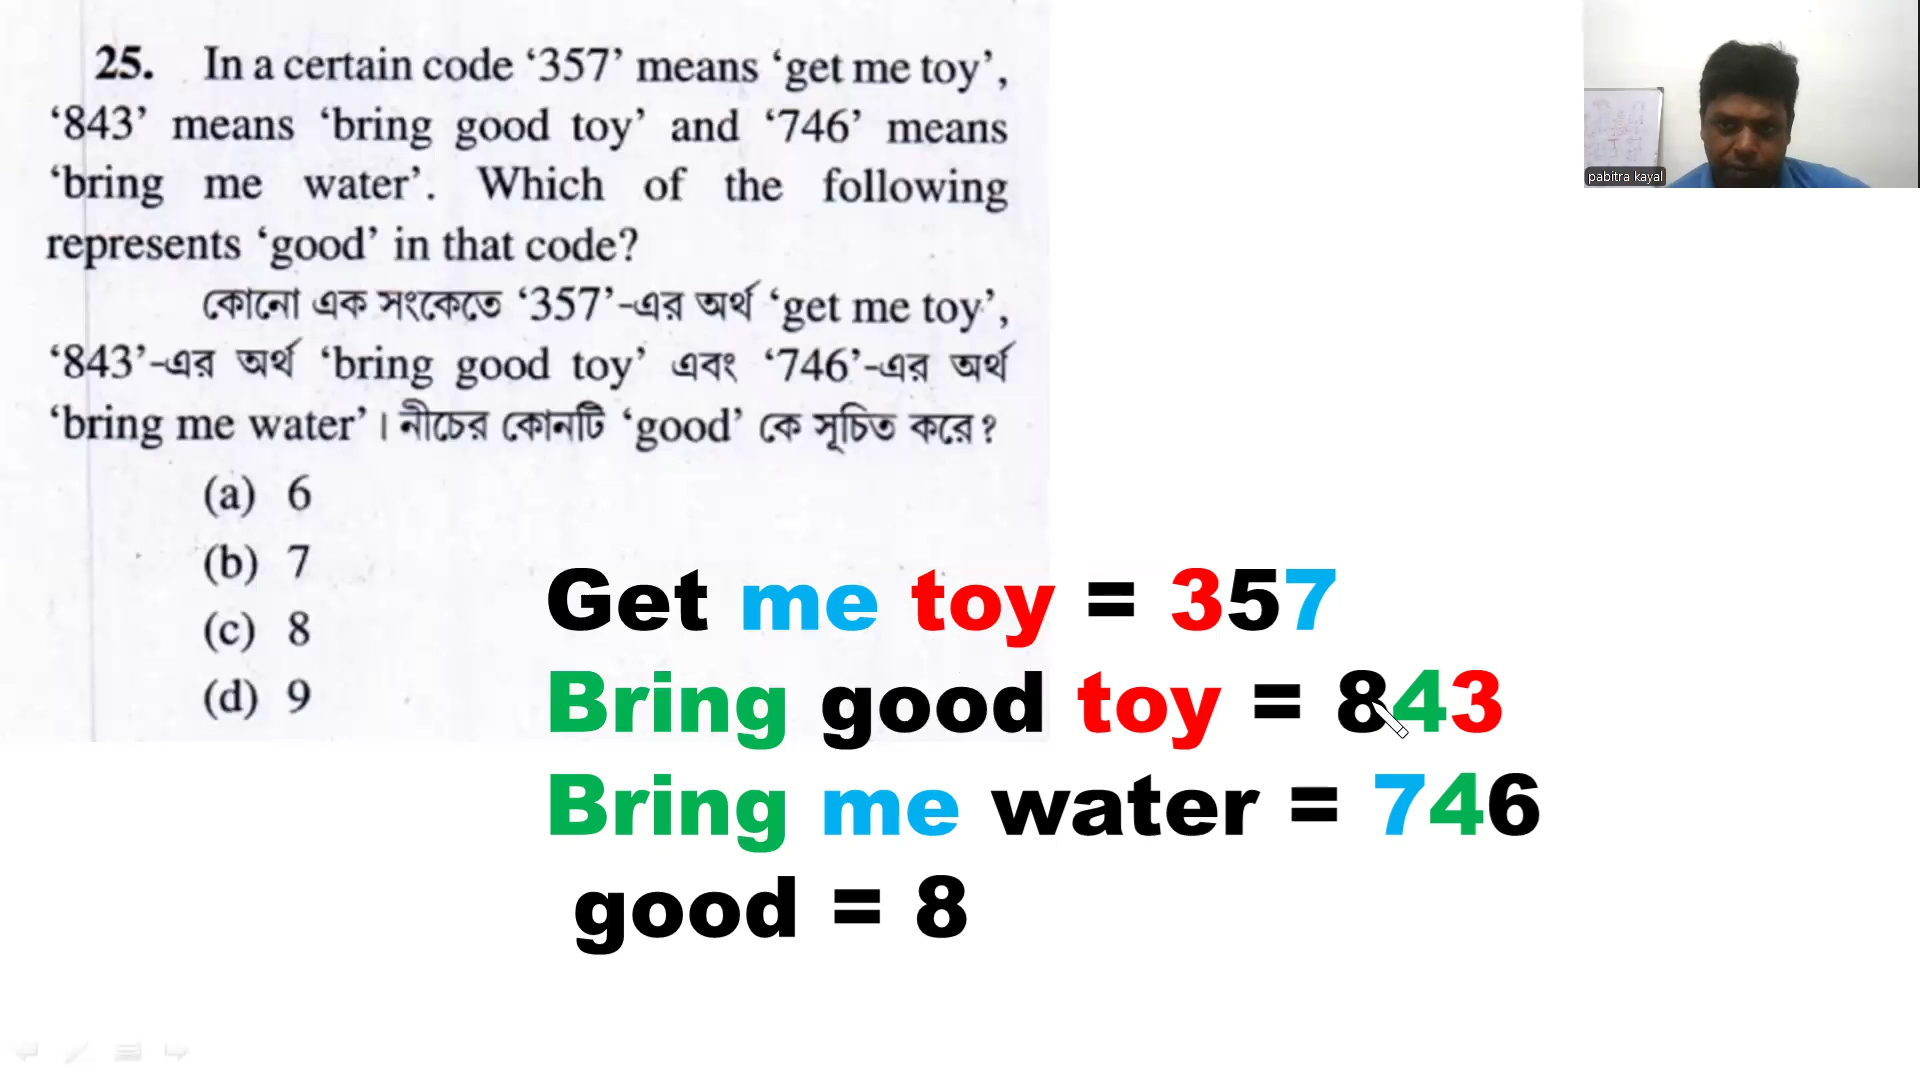 25. In a certain code ‘357’ means ‘get me toy’,
‘843’ means ‘bring good toy’ and ‘746’ means
‘bring me water’. Which of the following
represents ‘good’ in that code?
কোনো এক সংকেতে ‘357’-এর অর্থ ‘get me toy’,
‘843’-এর অর্থ ‘bring good toy’ এবং ‘746’-এর অর্থ
‘bring me water’। নীচের কোনটি ‘good’ কে সূচিত করে?
(a) 6
(b) 7
(c) 8
(d) 9
Get me toy = 357
Bring good toy = 843
Bring me water = 746
good = 8
pabitra kayal